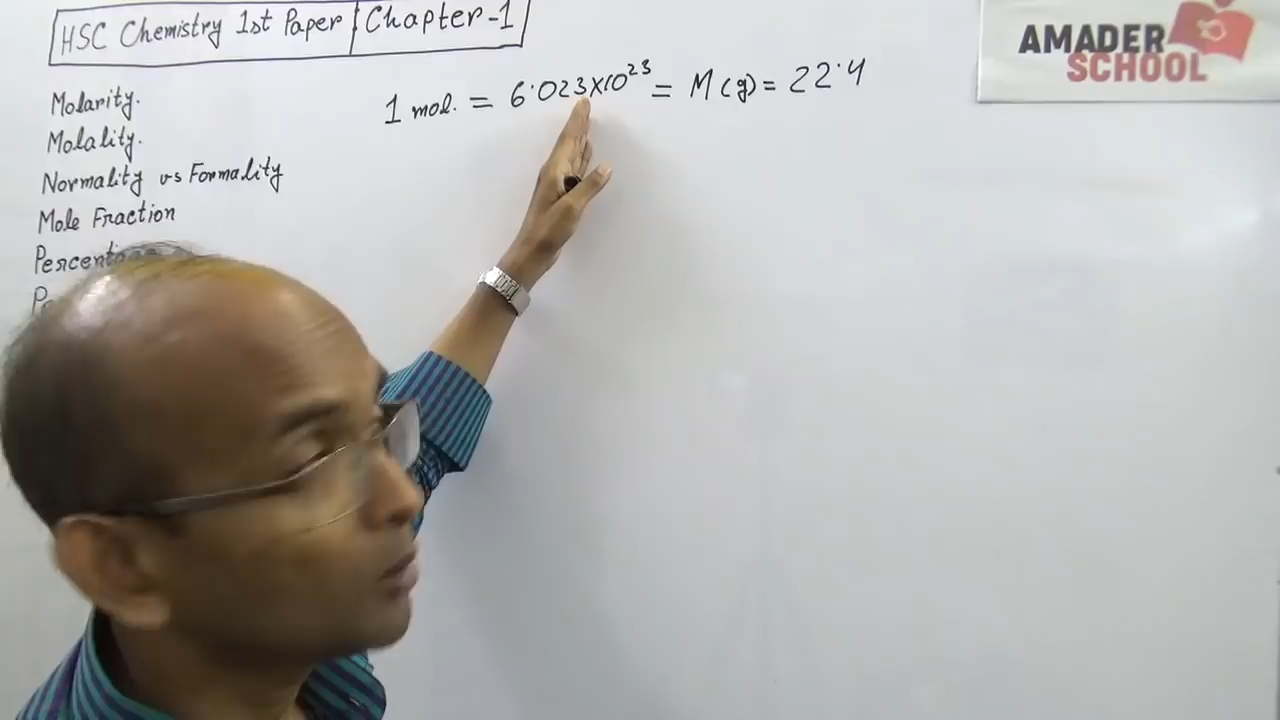 HSC Chemistry 1st Paper | Chapter-1
Molarity.
Molality.
Normality vs Formality
Mole Fraction
1 mol. = 6.023×10²³ = M(g) = 22.4
AMADER
SCHOOL